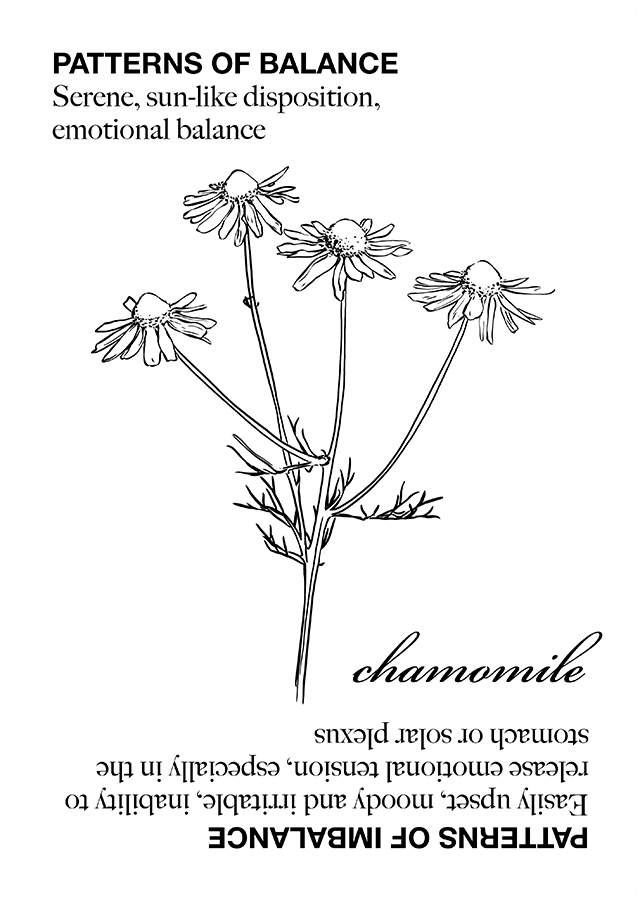 PATTERNS OF BALANCE
Serene, sun-like disposition,
emotional balance
chamomile
PATTERNS OF IMBALANCE
Easily upset, moody and irritable, inability to
release emotional tension, especially in the
stomach or solar plexus